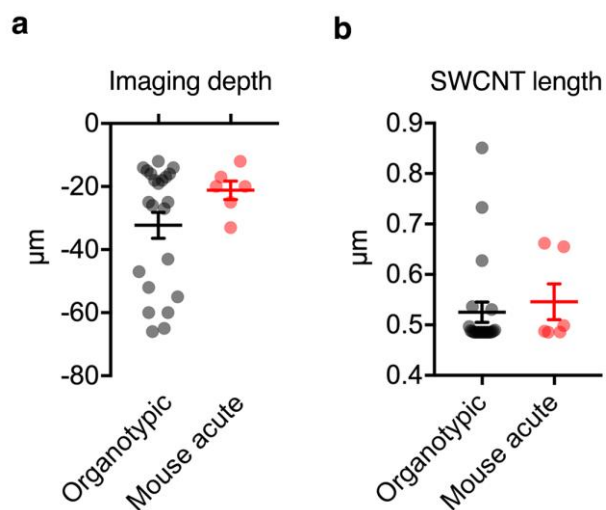 a
Imaging depth
0
-20
-40
-60
-80
µm
Organotypic
Mouse acute
b
SWCNT length
0.9
0.8
0.7
0.6
0.5
0.4
µm
Organotypic
Mouse acute